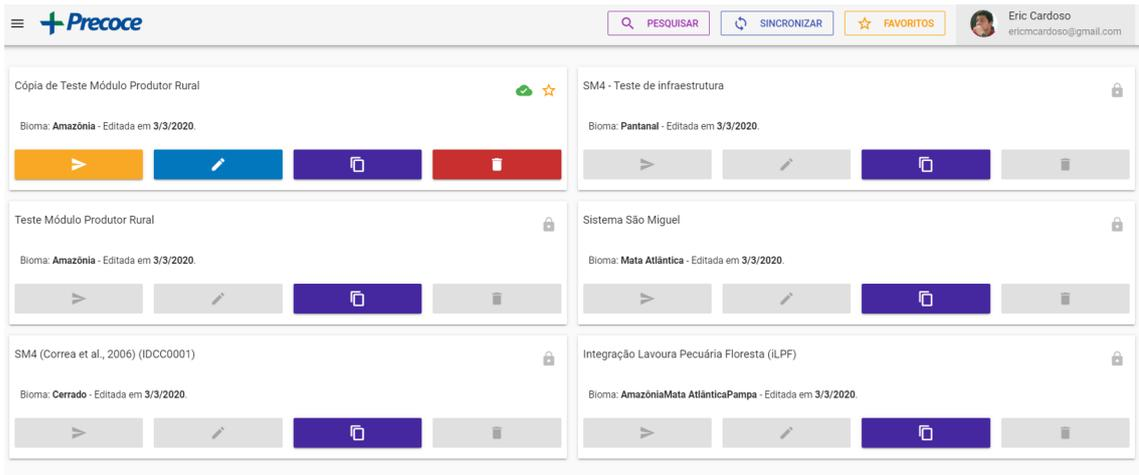 Precoce
PESQUISAR
SINCRONIZAR
FAVORITOS
Eric Cardoso
ericmcardoso@gmail.com
Cópia de Teste Módulo Produtor Rural
Bioma: Amazônia - Editada em 3/3/2020.
SM4 - Teste de infraestrutura
Bioma: Pantanal - Editada em 3/3/2020.
Teste Módulo Produtor Rural
Bioma: Amazônia - Editada em 3/3/2020.
Sistema São Miguel
Bioma: Mata Atlântica - Editada em 3/3/2020.
SM4 (Correa et al., 2006) (IDCC0001)
Bioma: Cerrado - Editada em 3/3/2020.
Integração Lavoura Pecuária Floresta (iLPF)
Bioma: AmazôniaMata AtlânticaPampa - Editada em 3/3/2020.